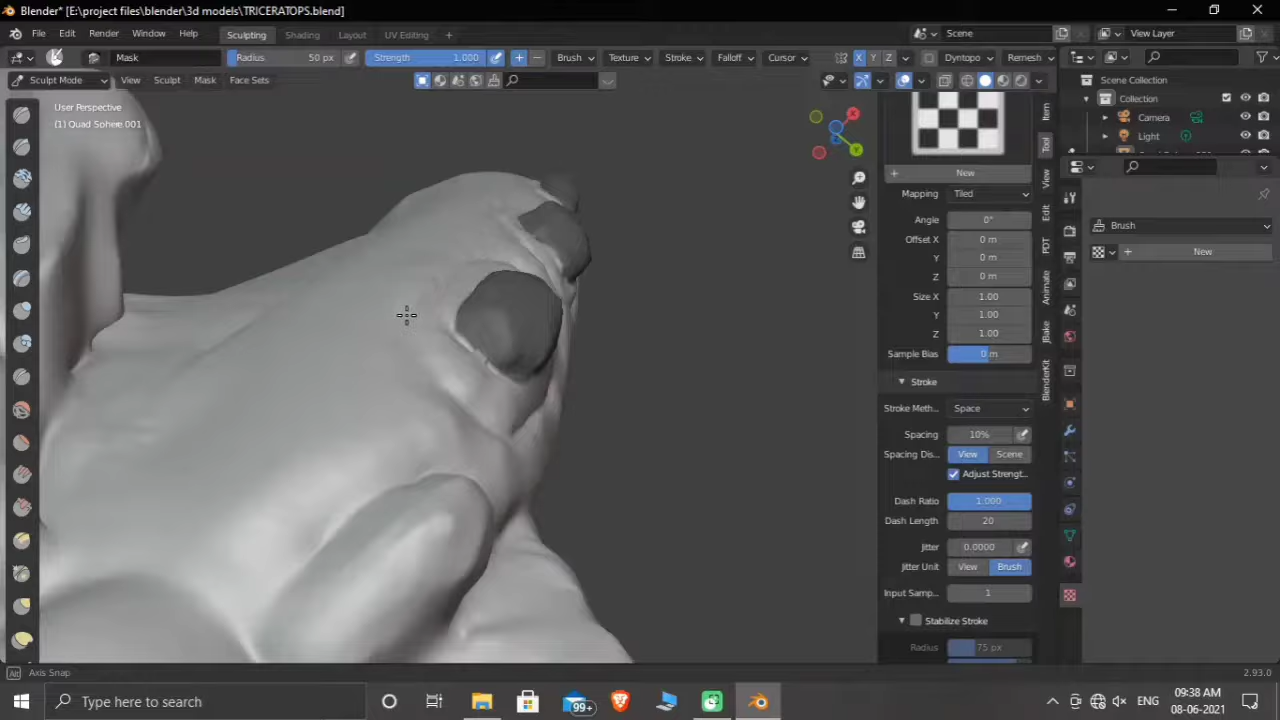 Blender* [E:\project files\blender\3d models\TRICERATOPS.blend]
File Edit Render Window Help Sculpting Shading Layout UV Editing + Scene View Layer
Mask Radius 50 px Strength 1.000 Brush Texture Stroke Falloff Cursor X Y Z Dyntopo Remesh
Sculpt Mode View Sculpt Mask Face Sets
Scene Collection
Collection
Camera
Light
User Perspective
(1) Quad Sphere.001
X
Y
Item
Tool
View
Edit
PDT
Animate
JBake
BlenderKit
+ New
Mapping Tiled
Angle 0°
Offset X 0 m
Y 0 m
Z 0 m
Size X 1.00
Y 1.00
Z 1.00
Sample Bias 0 m
Stroke
Stroke Meth.. Space
Spacing 10%
Spacing Dis... View Scene
Adjust Strengt..
Dash Ratio 1.000
Dash Length 20
Jitter 0.0000
Jitter Unit View Brush
Input Samp... 1
Stabilize Stroke
Radius 75 px
Brush
+ New
Alt Axis Snap 2.93.0
Type here to search 99+ ENG 09:38 AM
08-06-2021